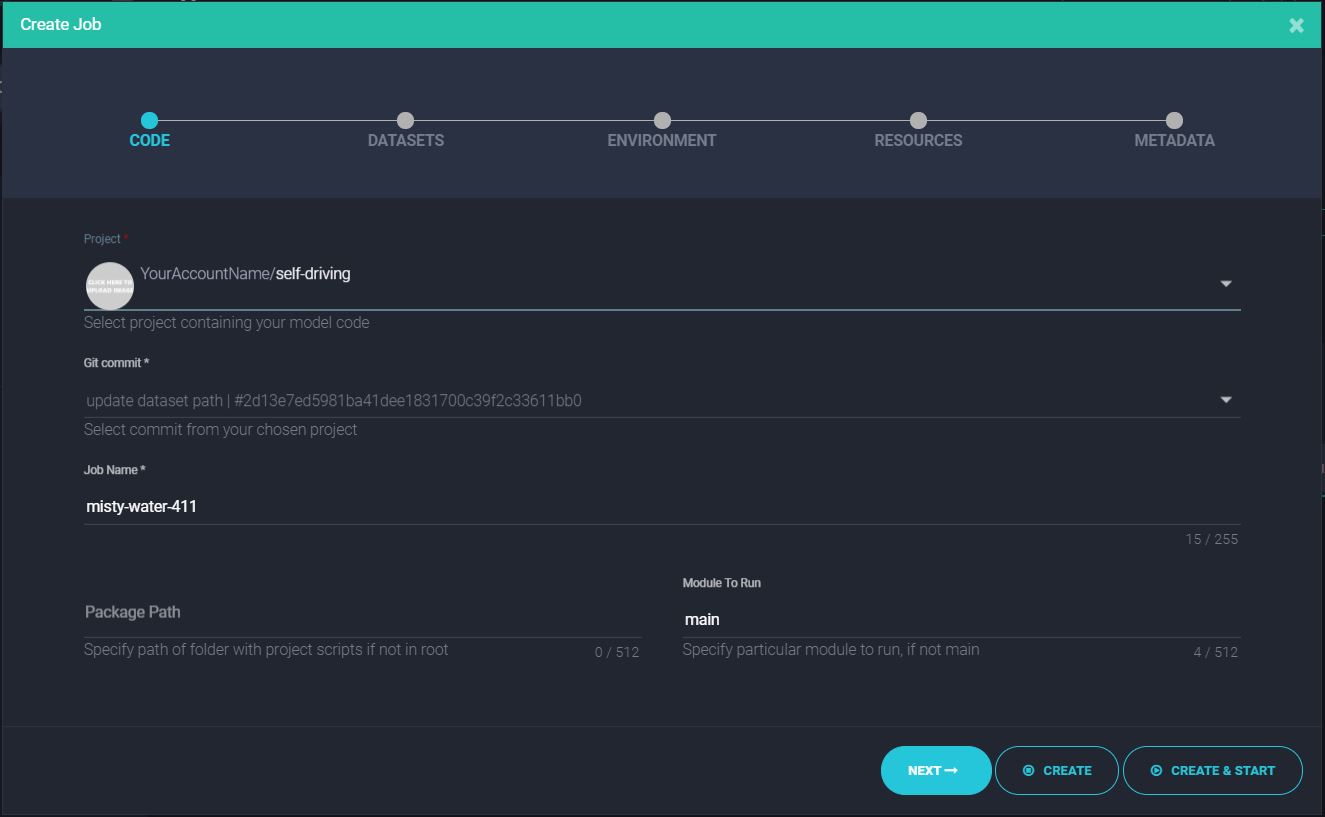 Create Job
CODE
DATASETS
ENVIRONMENT
RESOURCES
METADATA
Project *
CLICK HERE TO
UPLOAD IMAGE
YourAccountName/self-driving
Select project containing your model code
Git commit *
update dataset path | #2d13e7ed5981ba41dee1831700c39f2c33611bb0
Select commit from your chosen project
Job Name *
misty-water-411
15 / 255
Package Path
Specify path of folder with project scripts if not in root
0 / 512
Module To Run
main
Specify particular module to run, if not main
4 / 512
NEXT
CREATE
CREATE & START